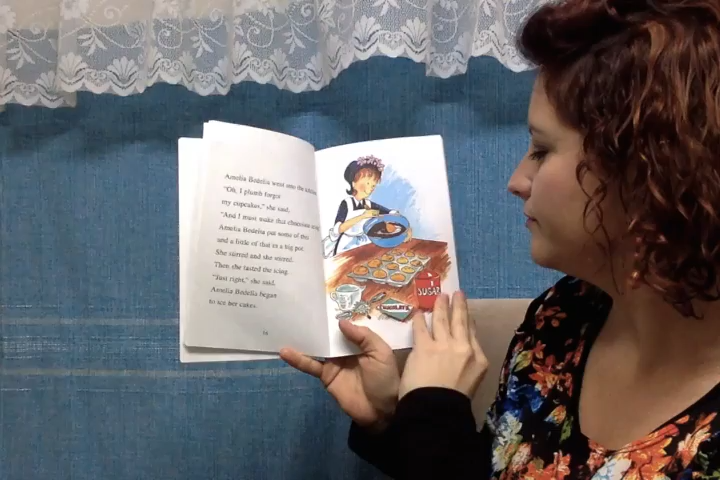 Amelia Bedelia went into the kitchen.
"Oh, I plumb forgot
my cupcakes," she said.
"And I must make that chocolate icing."
Amelia Bedelia put some of this
and a little of that in a big pot.
She stirred and she stirred.
Then she tasted the icing.
"Just right," she said.
Amelia Bedelia began
to ice her cakes.
SUGAR
CHOCOLATE